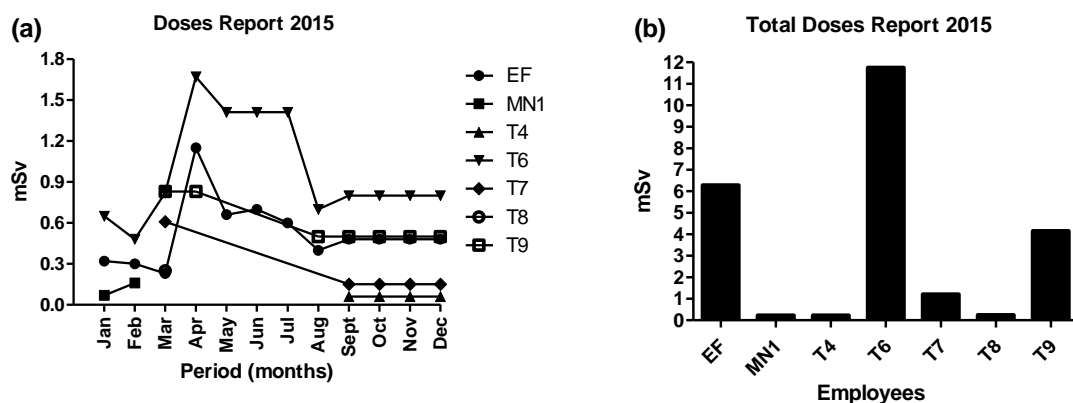 (a)
Doses Report 2015
1.8
1.5
1.2
0.9
0.6
0.3
0.0
mSv
Jan
Feb
Mar
Apr
May
Jun
Jul
Aug
Sept
Oct
Nov
Dec
Period (months)
EF
MN1
T4
T6
T7
T8
T9
(b)
Total Doses Report 2015
12
11
10
9
8
7
6
5
4
3
2
1
0
mSv
EF
MN1
T4
T6
T7
T8
T9
Employees